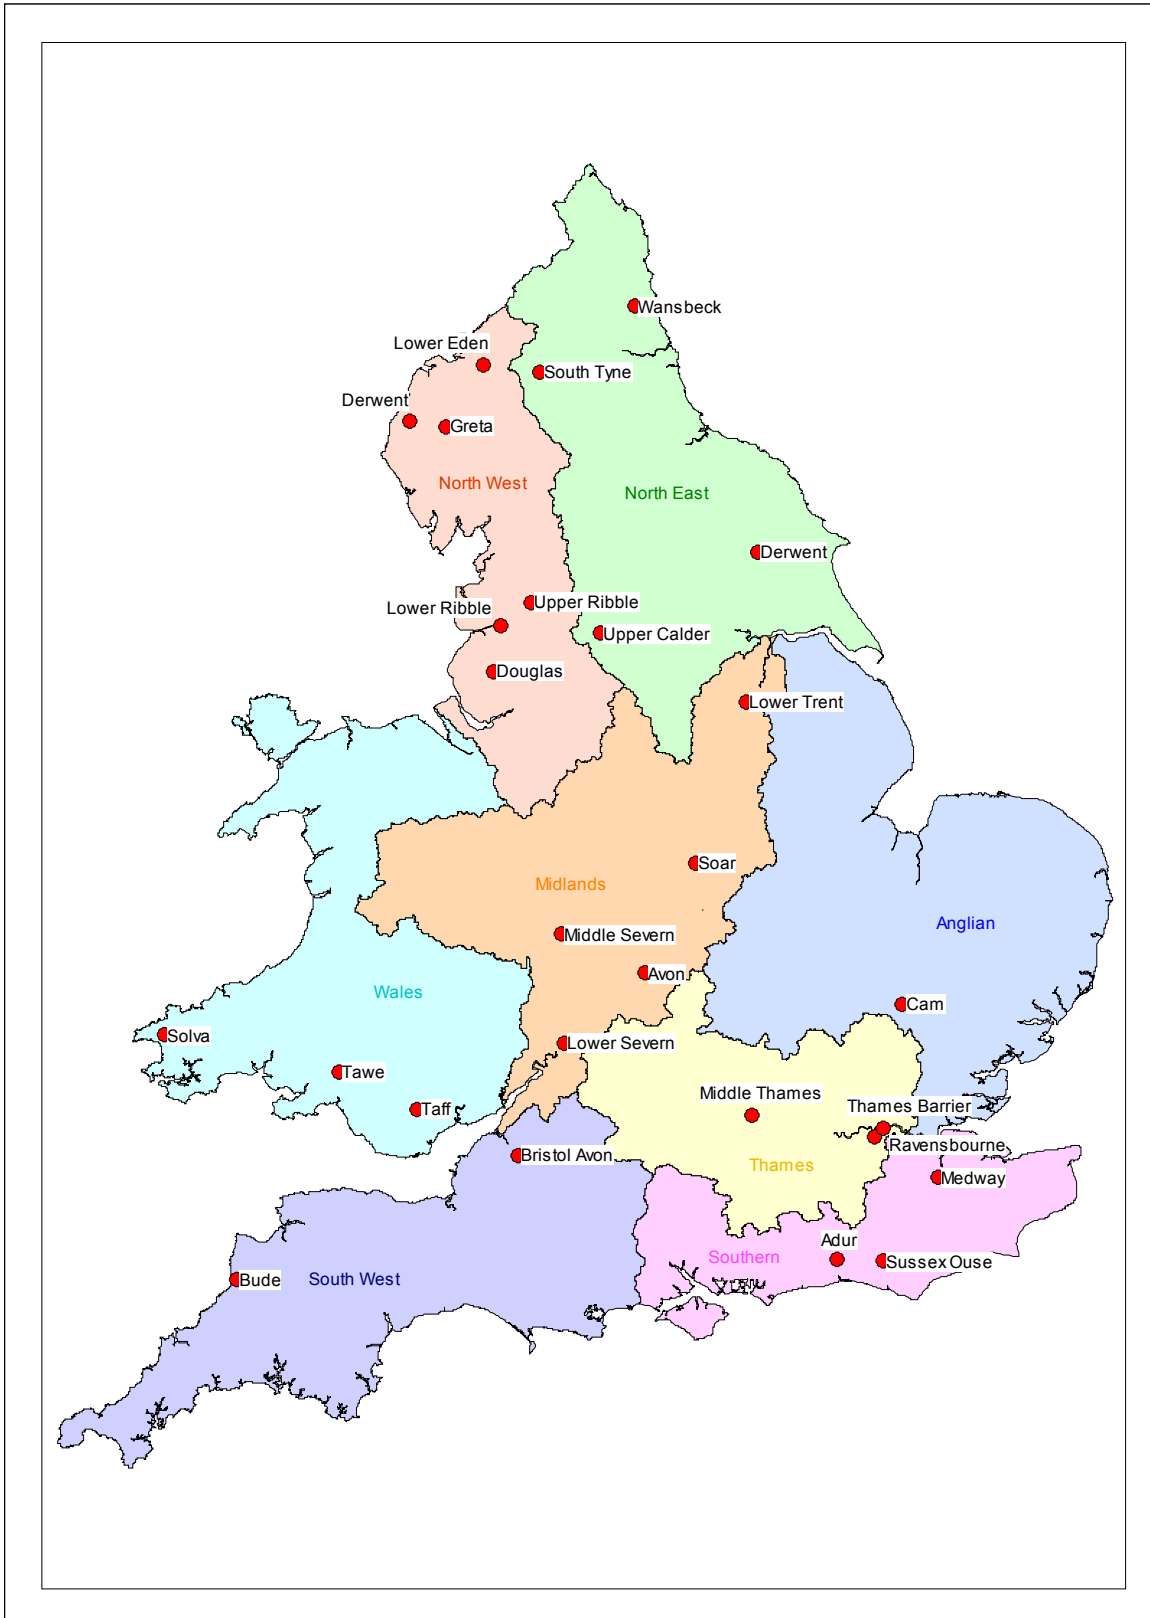 Wansbeck
Lower Eden
South Tyne
Derwent
Greta
North West
North East
Derwent
Upper Ribble
Lower Ribble
Upper Calder
Douglas
Lower Trent
Soar
Midlands
Anglian
Middle Severn
Avon
Wales
Cam
Solva
Lower Severn
Tawe
Middle Thames
Thames Barrier
Taff
Ravensbourne
Bristol Avon
Thames
Medway
Adur
Southern
Sussex Ouse
Bude
South West